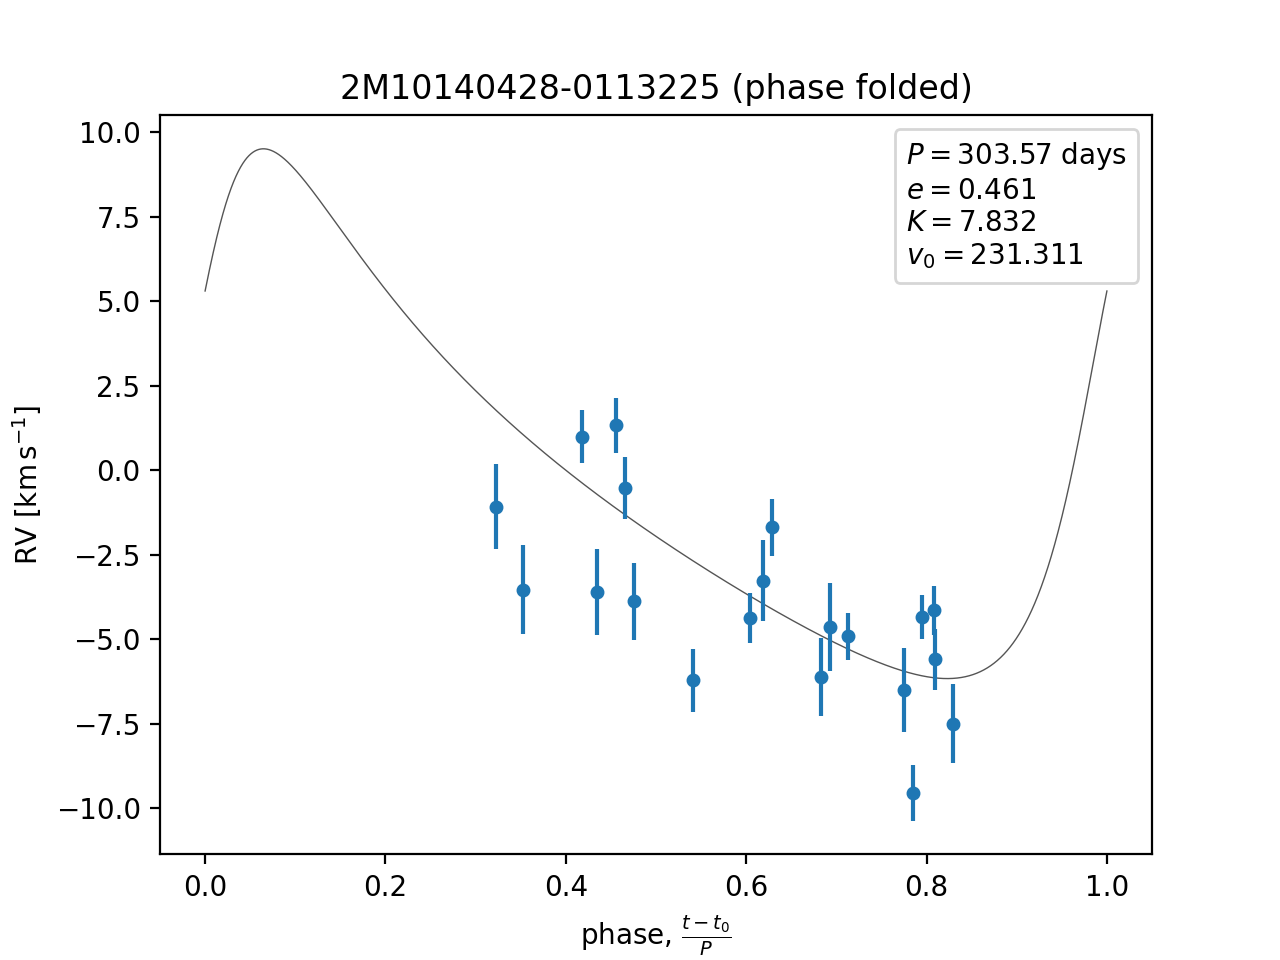 2M10140428-0113225 (phase folded)
P = 303.57 days
e = 0.461
K = 7.832
v₀ = 231.311
RV [km s⁻¹]
10.0
7.5
5.0
2.5
0.0
−2.5
−5.0
−7.5
−10.0
0.0 0.2 0.4 0.6 0.8 1.0
phase, (t − t₀)/P